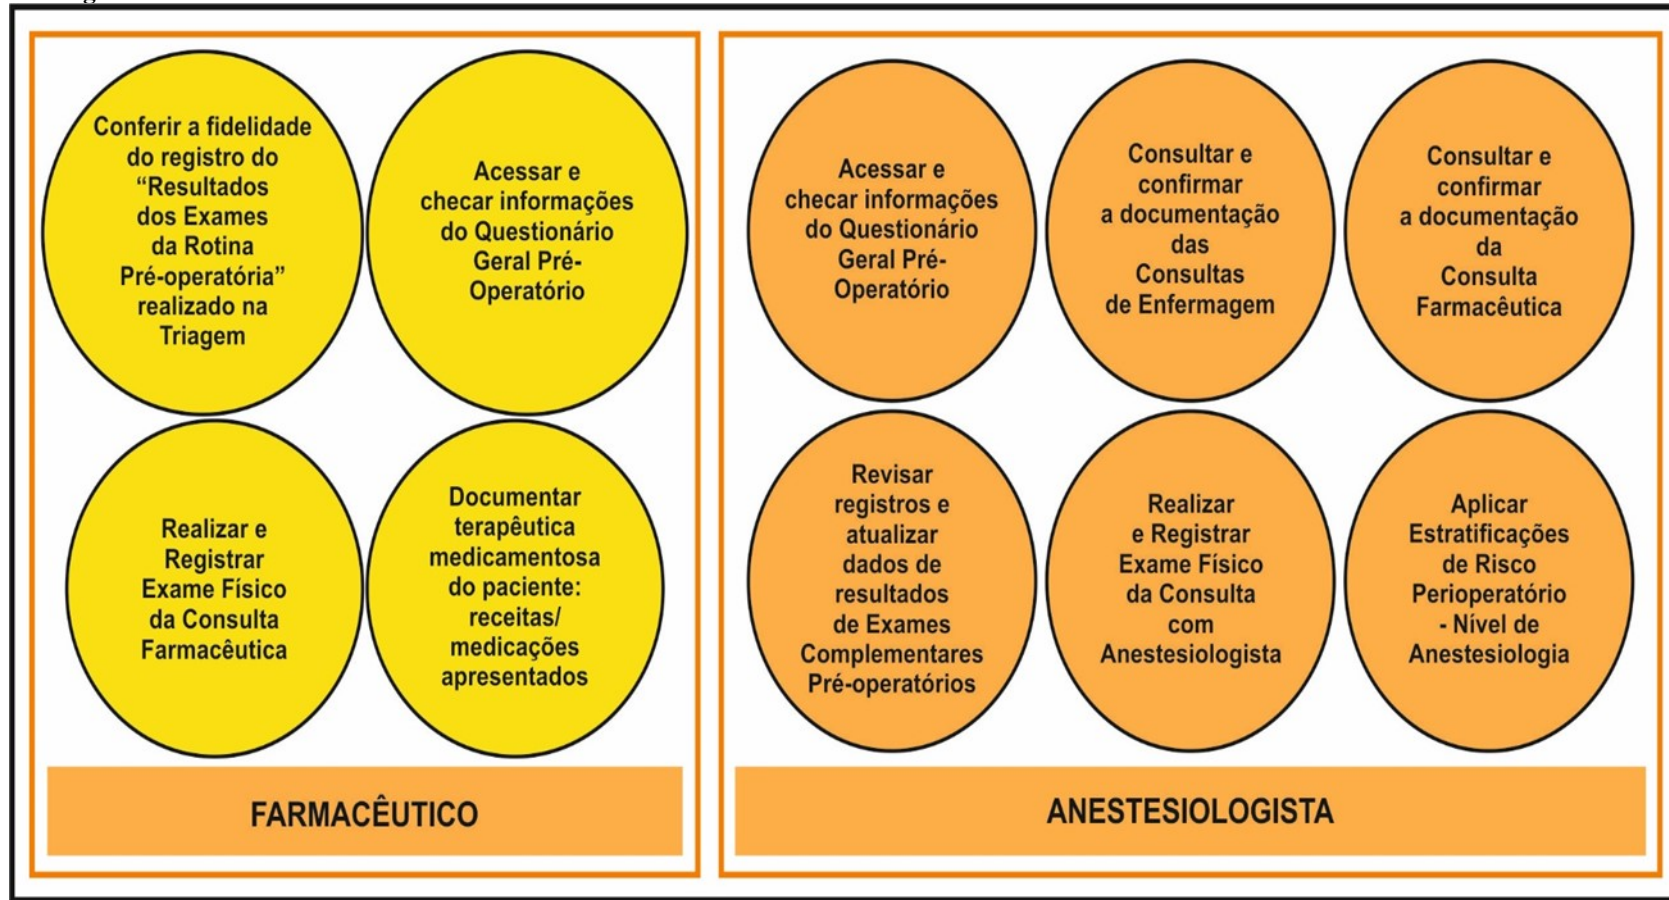 Conferir a fidelidade
do registro do
“Resultados
dos Exames
da Rotina
Pré-operatória”
realizado na
Triagem
Acessar e
checar informações
do Questionário
Geral Pré-
Operatório
Realizar e
Registrar
Exame Físico
da Consulta
Farmacêutica
Documentar
terapêutica
medicamentosa
do paciente:
receitas/
medicações
apresentados
FARMACÊUTICO
Acessar e
checar informações
do Questionário
Geral Pré-
Operatório
Consultar e
confirmar
a documentação
das
Consultas
de Enfermagem
Consultar e
confirmar
a documentação
da
Consulta
Farmacêutica
Revisar
registros e
atualizar
dados de
resultados
de Exames
Complementares
Pré-operatórios
Realizar
e Registrar
Exame Físico
da Consulta
com
Anestesiologista
Aplicar
Estratificações
de Risco
Perioperatório
- Nível de
Anestesiologia
ANESTESIOLOGISTA